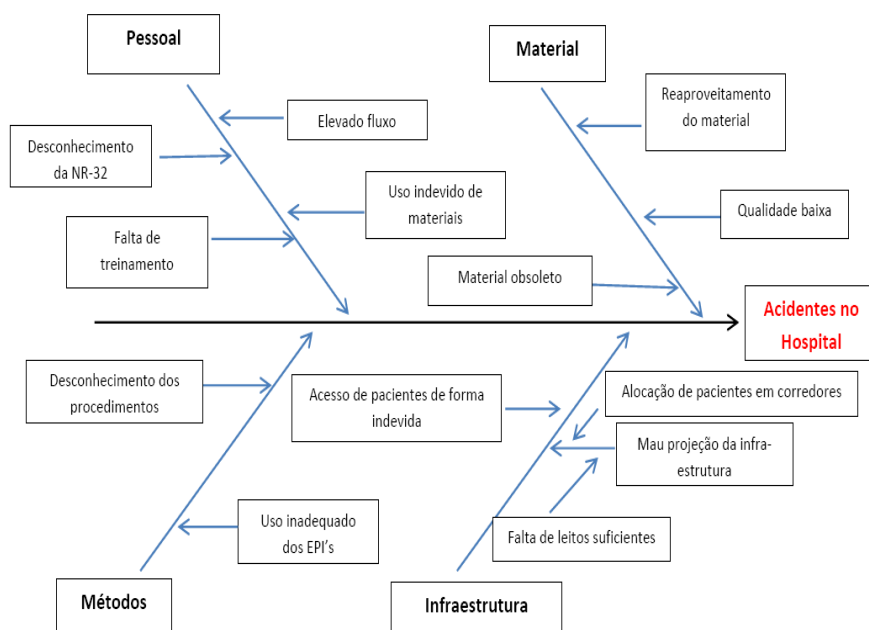 Pessoal
Material
Elevado fluxo
Reaproveitamento
do material
Desconhecimento
da NR-32
Uso indevido de
materiais
Qualidade baixa
Falta de
treinamento
Material obsoleto
Acidentes no
Hospital
Desconhecimento dos
procedimentos
Acesso de pacientes de forma
indevida
Alocação de pacientes em corredores
Mau projeção da infra-
estrutura
Uso inadequado
dos EPI's
Falta de leitos suficientes
Métodos
Infraestrutura